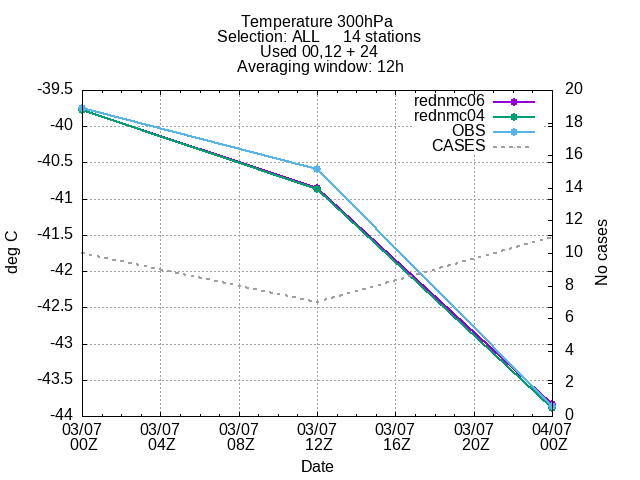 Temperature 300hPa
Selection: ALL 14 stations
Used 00,12 + 24
Averaging window: 12h
-39.5
-40
-40.5
-41
-41.5
-42
-42.5
-43
-43.5
-44
deg C
rednmc06
rednmc04
OBS
CASES
20
18
16
14
12
10
8
6
4
2
0
No cases
03/07 00Z
03/07 04Z
03/07 08Z
03/07 12Z
03/07 16Z
03/07 20Z
04/07 00Z
Date